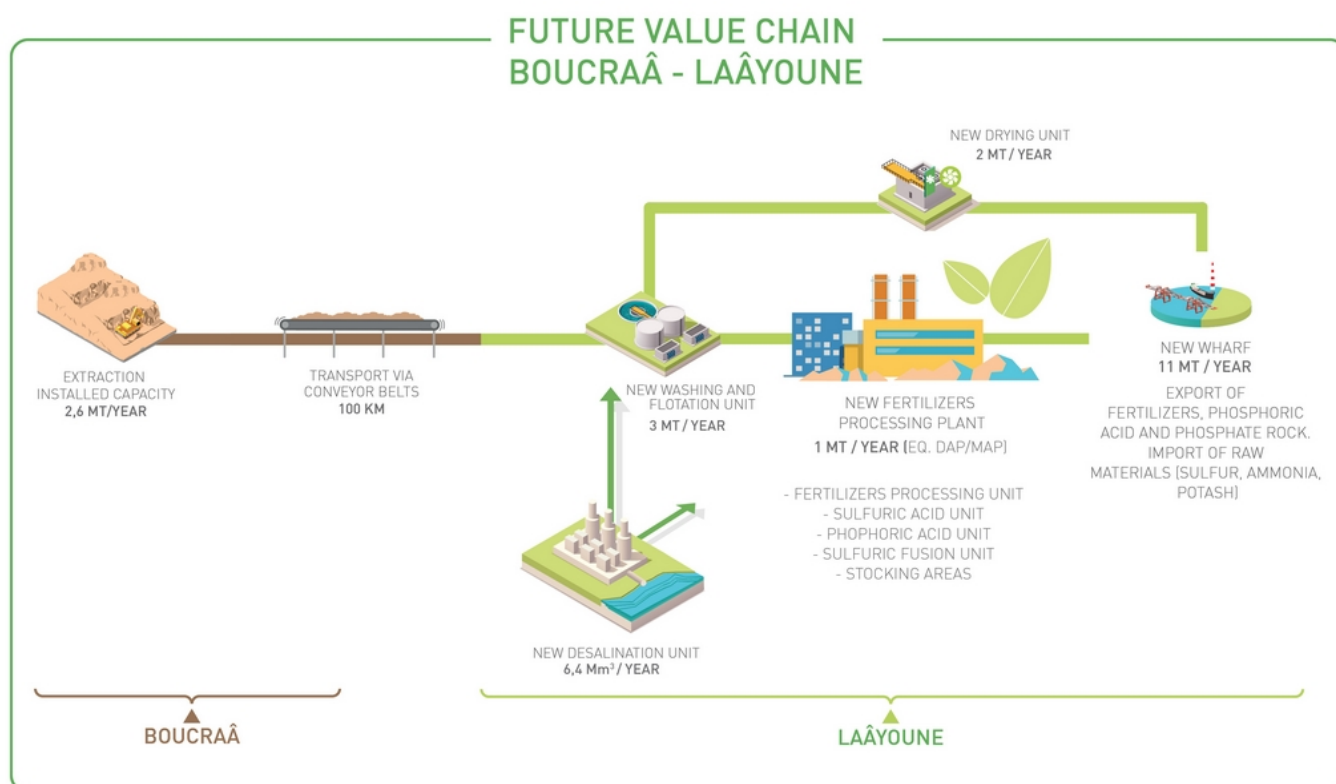 FUTURE VALUE CHAIN
BOUCRAÂ - LAÂYOUNE
NEW DRYING UNIT
2 MT / YEAR
EXTRACTION
INSTALLED CAPACITY
2,6 MT/YEAR
TRANSPORT VIA
CONVEYOR BELTS
100 KM
NEW WASHING AND
FLOTATION UNIT
3 MT / YEAR
NEW FERTILIZERS
PROCESSING PLANT
1 MT / YEAR (EQ. DAP/MAP)
- FERTILIZERS PROCESSING UNIT
- SULFURIC ACID UNIT
- PHOPHORIC ACID UNIT
- SULFURIC FUSION UNIT
- STOCKING AREAS
NEW WHARF
11 MT / YEAR
EXPORT OF
FERTILIZERS, PHOSPHORIC
ACID AND PHOSPHATE ROCK.
IMPORT OF RAW
MATERIALS (SULFUR, AMMONIA,
POTASH)
NEW DESALINATION UNIT
6,4 Mm³ / YEAR
BOUCRAÂ
LAÂYOUNE